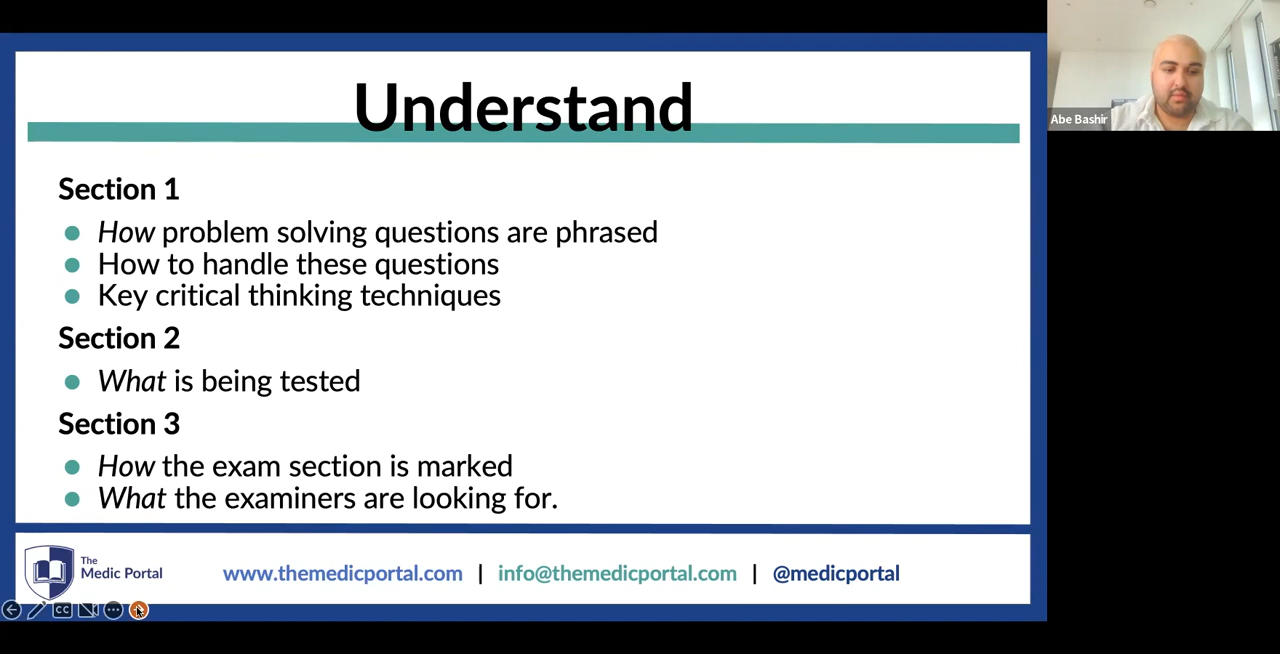 Understand
Section 1
How problem solving questions are phrased
How to handle these questions
Key critical thinking techniques
Section 2
What is being tested
Section 3
How the exam section is marked
What the examiners are looking for.
The
Medic Portal
www.themedicportal.com | info@themedicportal.com | @medicportal
CC
Abe Bashir